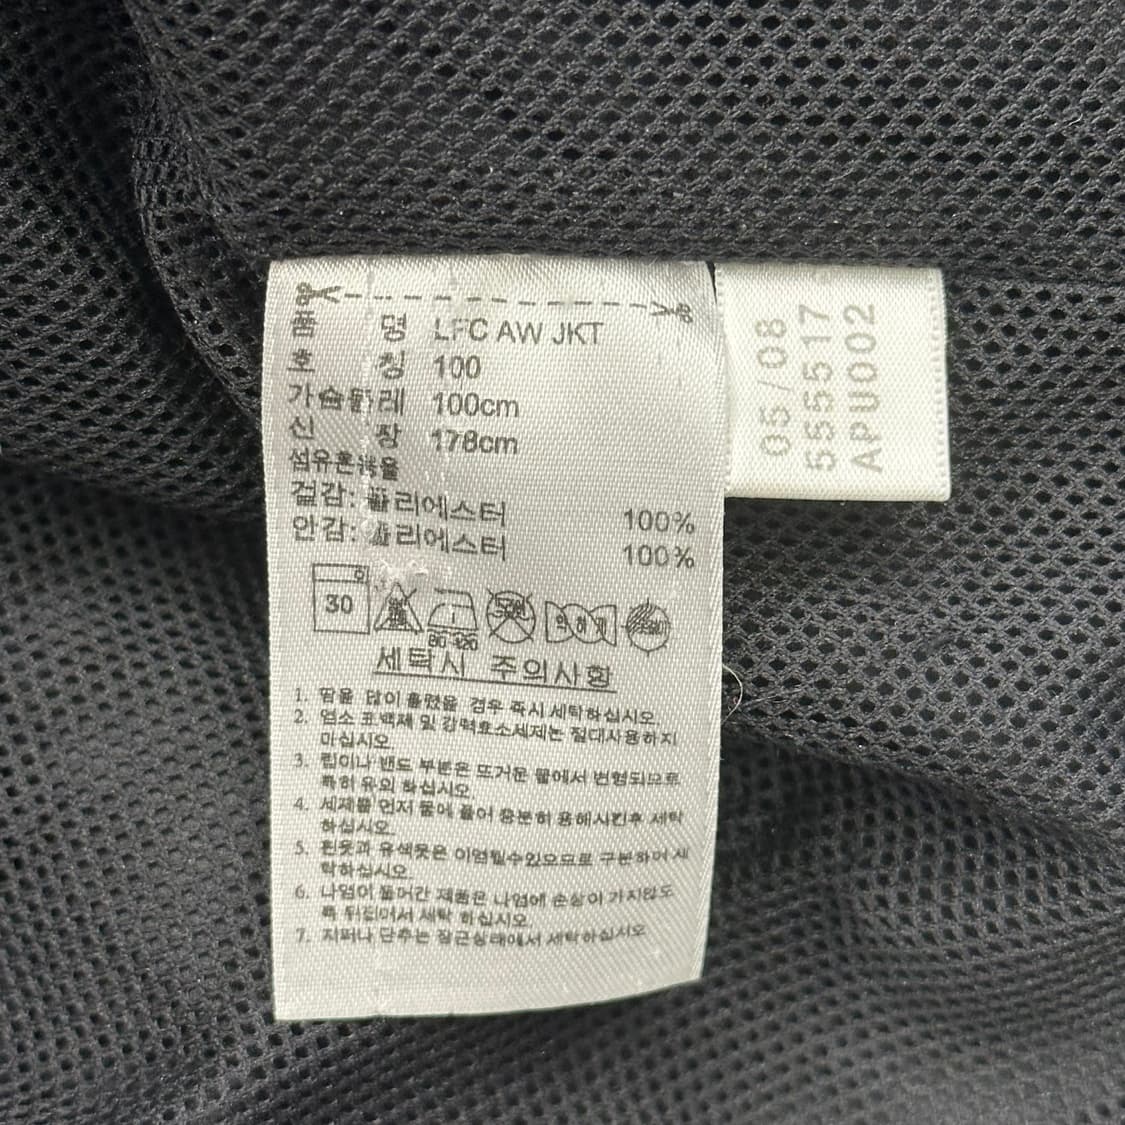 품 명 LFC AW JKT
호 칭 100
가슴둘레 100cm
신 장 178cm
섬유혼용율
겉감: 폴리에스터 100%
안감: 폴리에스터 100%
30
80~120
약하게
세탁시 주의사항
1. 땀을 많이 흘렸을 경우 즉시 세탁하십시오.
2. 염소 표백제 및 강력효소세제는 절대사용하지
마십시오.
3. 립이나 밴드 부분은 뜨거운 물에서 변형되므로
특히 유의 하십시오.
4. 세제를 먼저 물에 풀어 충분히 용해시킨후 세탁
하십시오.
5. 흰옷과 유색옷은 이염될수있으므로 구분하여 세
탁하십시오.
6. 나염이 들어간 제품은 나염에 손상이 가지않도
록 뒤집어서 세탁 하십시오.
7. 지퍼나 단추는 잠근상태에서 세탁하십시오
05/08
555517
APU002